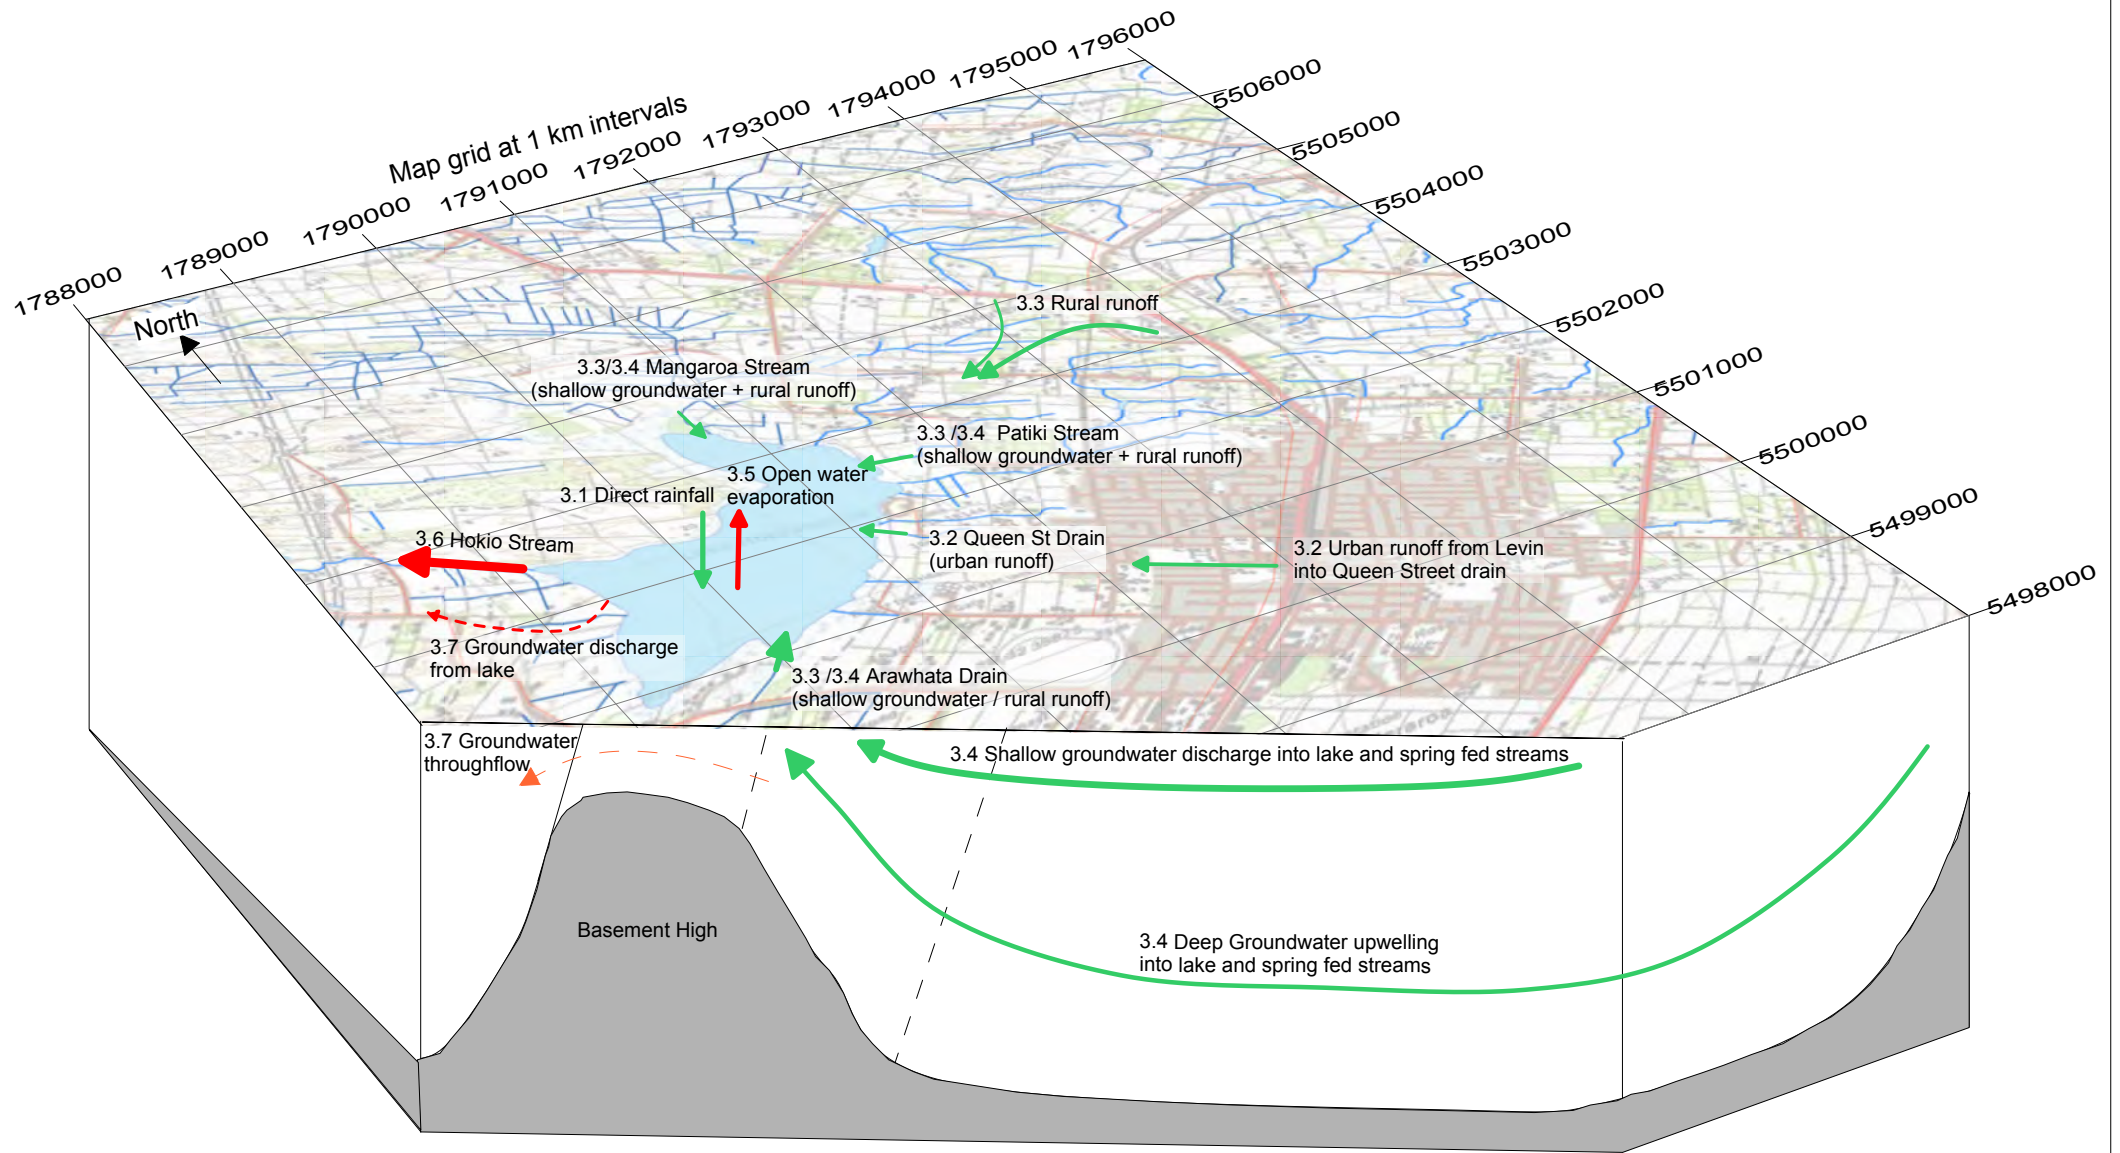 Map grid at 1 km intervals
1788000
1789000
1790000
1791000
1792000
1793000
1794000
1795000
1796000
5506000
5505000
5504000
5503000
5502000
5501000
5500000
5499000
5498000
North
3.3 Rural runoff
3.3/3.4 Mangaroa Stream
(shallow groundwater + rural runoff)
3.3 /3.4 Patiki Stream
(shallow groundwater + rural runoff)
3.5 Open water
evaporation
3.1 Direct rainfall
3.6 Hokio Stream
3.2 Queen St Drain
(urban runoff)
3.2 Urban runoff from Levin
into Queen Street drain
3.7 Groundwater discharge
from lake
3.3 /3.4 Arawhata Drain
(shallow groundwater / rural runoff)
3.7 Groundwater
throughflow
3.4 Shallow groundwater discharge into lake and spring fed streams
Basement High
3.4 Deep Groundwater upwelling
into lake and spring fed streams